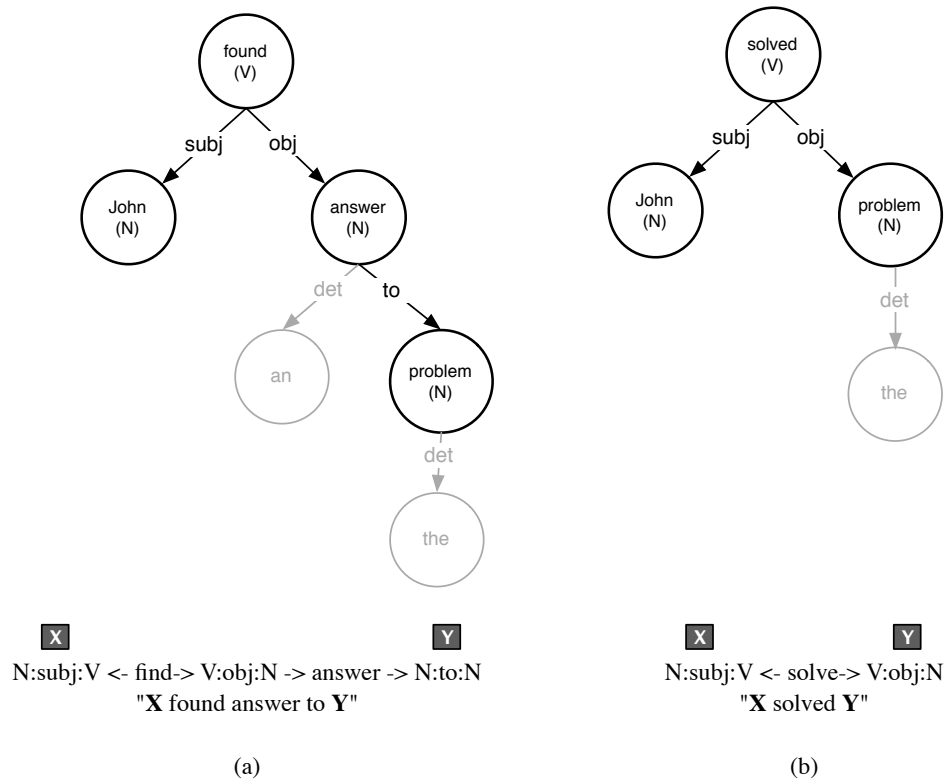 found
(V)
subj
obj
John
(N)
answer
(N)
det
to
an
problem
(N)
det
the
X
Y
N:subj:V <- find-> V:obj:N -> answer -> N:to:N
"X found answer to Y"
(a)
solved
(V)
subj
obj
John
(N)
problem
(N)
det
the
X
Y
N:subj:V <- solve-> V:obj:N
"X solved Y"
(b)